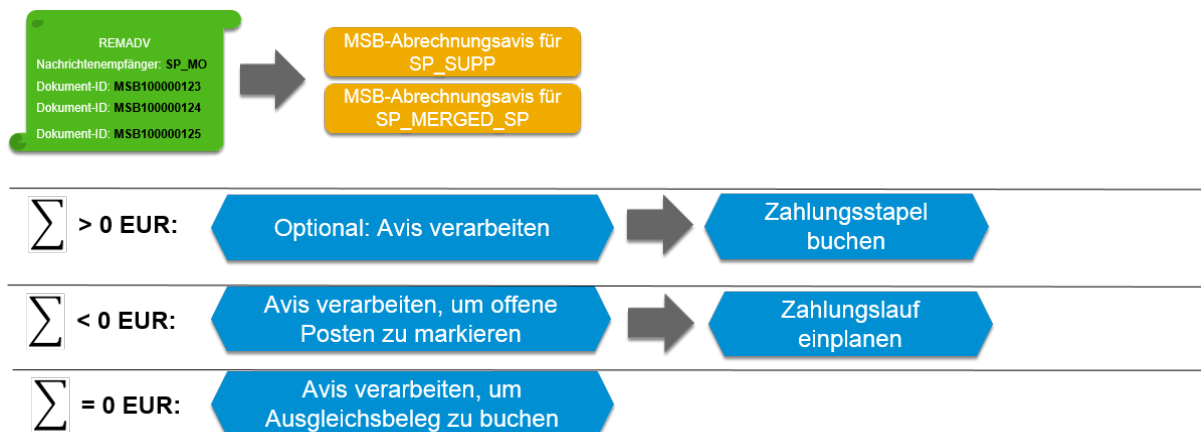 REMADV
Nachrichtenempfänger: SP_MO
Dokument-ID: MSB100000123
Dokument-ID: MSB100000124
Dokument-ID: MSB100000125
MSB-Abrechnungsavis für
SP_SUPP
MSB-Abrechnungsavis für
SP_MERGED_SP
∑ > 0 EUR:
Optional: Avis verarbeiten
Zahlungsstapel
buchen
∑ < 0 EUR:
Avis verarbeiten, um offene
Posten zu markieren
Zahlungslauf
einplanen
∑ = 0 EUR:
Avis verarbeiten, um
Ausgleichsbeleg zu buchen